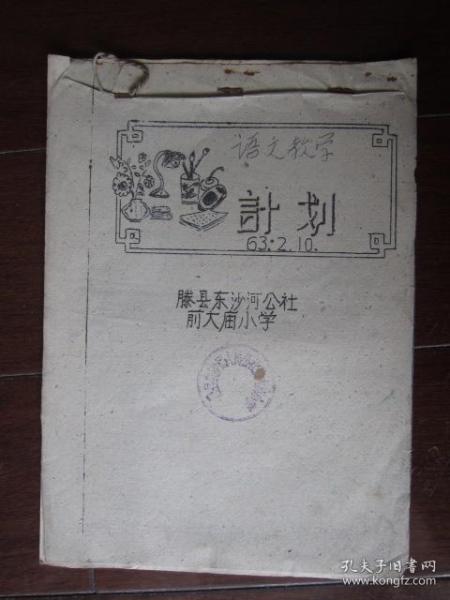 语文教学
計划
63.2.10.
滕县东沙河公社
前大庙小学
孔夫子旧书网
www.kongfz.com